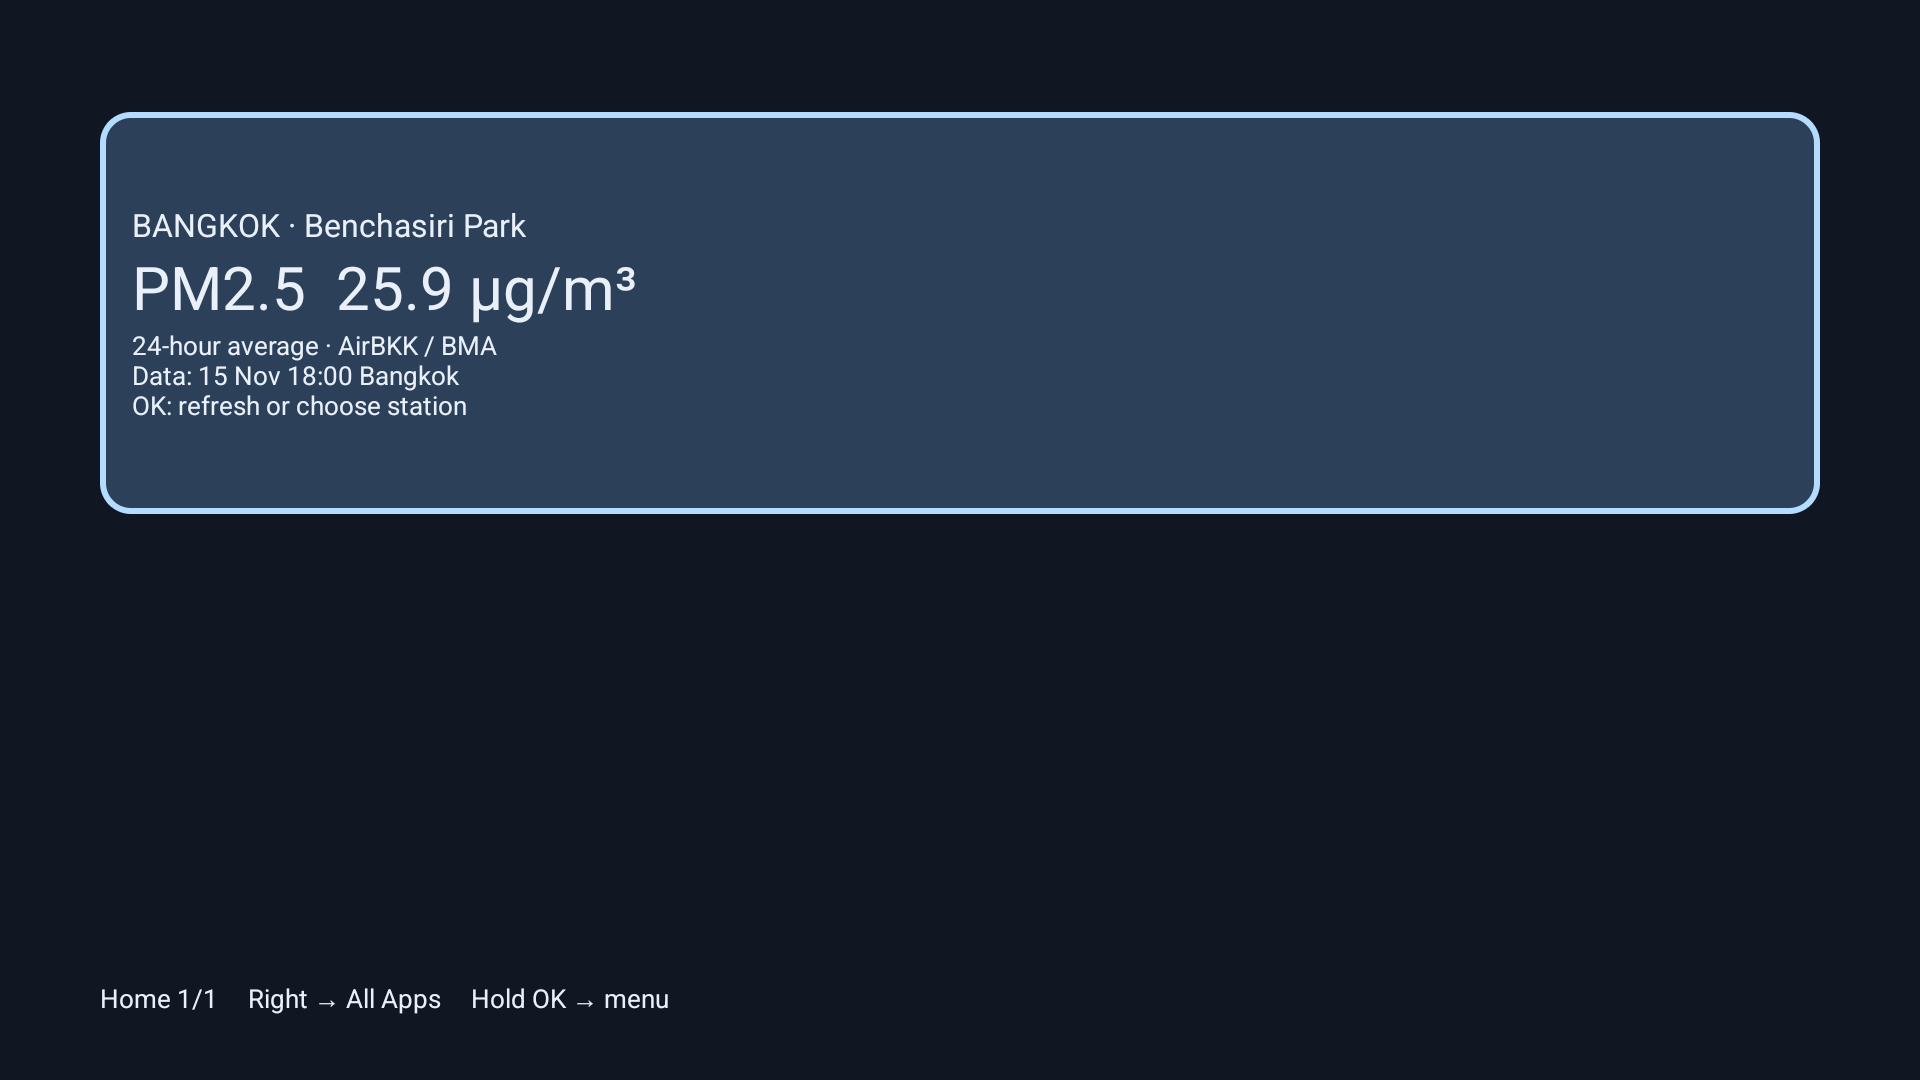 BANGKOK · Benchasiri Park
PM2.5  25.9 µg/m³
24-hour average · AirBKK / BMA
Data: 15 Nov 18:00 Bangkok
OK: refresh or choose station
Home 1/1    Right → All Apps    Hold OK → menu